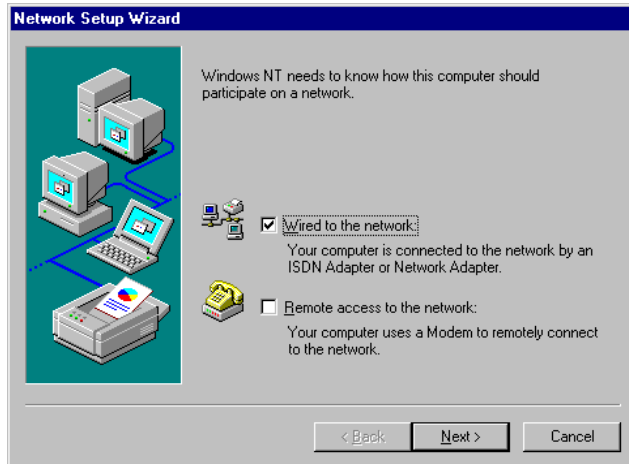 Network Setup Wizard
Windows NT needs to know how this computer should
participate on a network.
Wired to the network:
Your computer is connected to the network by an
ISDN Adapter or Network Adapter.
Remote access to the network:
Your computer uses a Modem to remotely connect
to the network.
< Back
Next >
Cancel